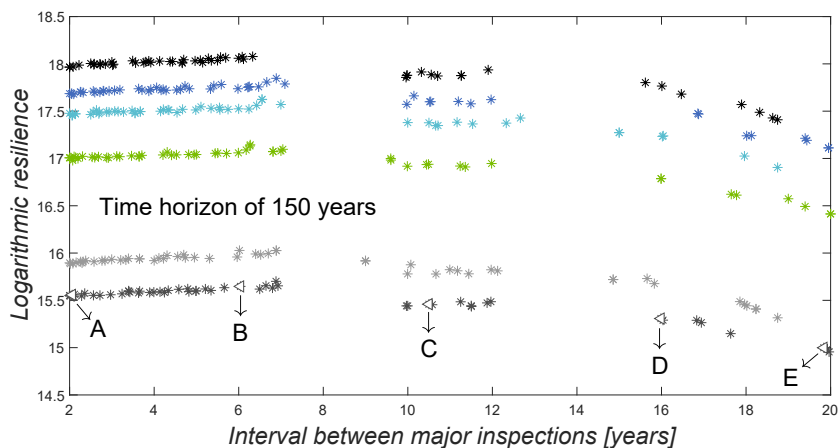 18.5
18
17.5
17
16.5
16
15.5
15
14.5
Logarithmic resilience
Time horizon of 150 years
A
B
C
D
E
2 4 6 8 10 12 14 16 18 20
Interval between major inspections [years]